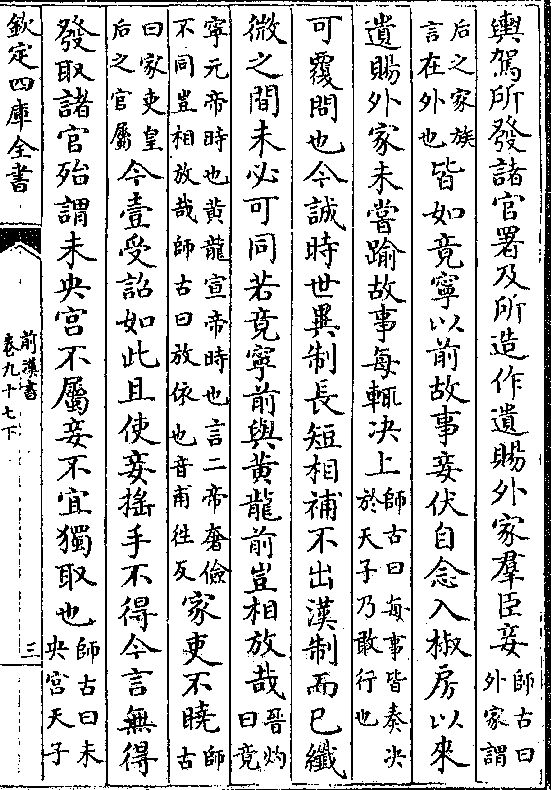 輿駕所發諸官署及所造作遺賜外家羣臣妾師古曰外家謂
后之家族言在外也皆如竟寧以前故事妾伏自念入椒房以來
遺賜外家未嘗踰故事每輒決上師古曰每事皆奏決於天子乃敢行也
可覆問也今誠時世異制長短相補不出漢制而已纖
微之間未必可同若竟寧前與黃龍前豈相放哉晉灼曰竟
寧元帝時也黃龍宣帝時也言二帝奢儉不同豈相放哉師古曰放依也音甫徃反家吏不曉師古
曰家吏皇后之官屬今壹受詔如此且使妾揺手不得今言無得
發取諸官殆謂未央宮不屬妾不宜獨取也師古曰未央宮天子
欽定四庫全書
前漢書
卷九十七下
三